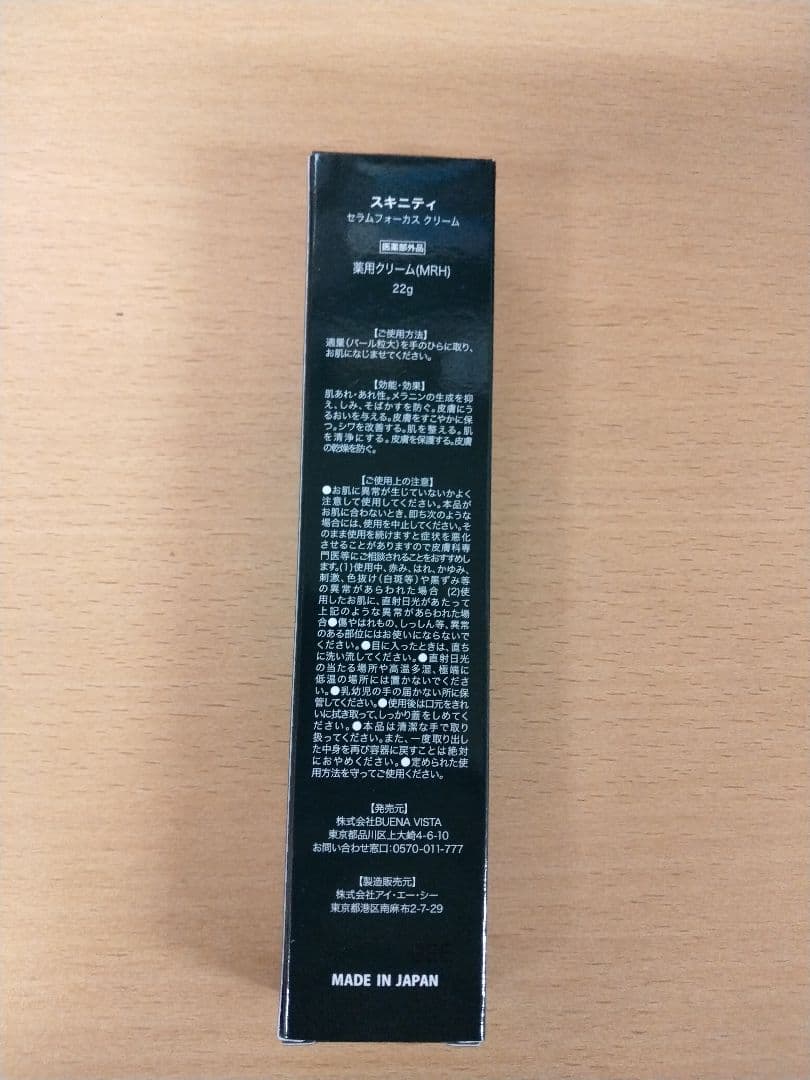 スキニティ
セラムフォーカス クリーム
医薬部外品
薬用クリーム(MRH)
22g
【ご使用方法】
適量(パール粒大)を手のひらに取り、
お肌になじませてください。
【効能・効果】
肌あれ・あれ性。メラニンの生成を抑
え、しみ、そばかすを防ぐ。皮膚にう
るおいを与える。皮膚をすこやかに保
つ。シワを改善する。肌を整える。肌
を清浄にする。皮膚を保護する。皮膚
の乾燥を防ぐ。
【ご使用上の注意】
●お肌に異常が生じていないかよく
注意して使用してください。本品が
お肌に合わないとき、即ち次のような
場合には、使用を中止してください。そ
のまま使用を続けますと症状を悪化
させることがありますので皮膚科専
門医等にご相談されることをおすすめし
ます。(1)使用中、赤み、はれ、かゆみ、
刺激、色抜け(白斑等)や黒ずみ等
の異常があらわれた場合 (2)使
用したお肌に、直射日光があたって
上記のような異常があらわれた場
合●傷やはれもの、しっしん等、異常
のある部位にはお使いにならないで
ください。●目に入ったときは、直ち
に洗い流してください。●直射日光
の当たる場所や高温多湿、極端に
低温の場所には置かないでくださ
い。●乳幼児の手の届かない所に保
管してください。●使用後は口元をきれ
いに拭き取って、しっかり蓋をしめてく
ださい。●本品は清潔な手で取り
扱ってください。また、一度取り出し
た中身を再び容器に戻すことは絶対
におやめください。●定められた使
用方法を守ってご使用ください。
【発売元】
株式会社BUENA VISTA
東京都品川区上大崎4-6-10
お問い合わせ窓口:0570-011-777
【製造販売元】
株式会社アイ・エー・シー
東京都港区南麻布2-7-29
MADE IN JAPAN